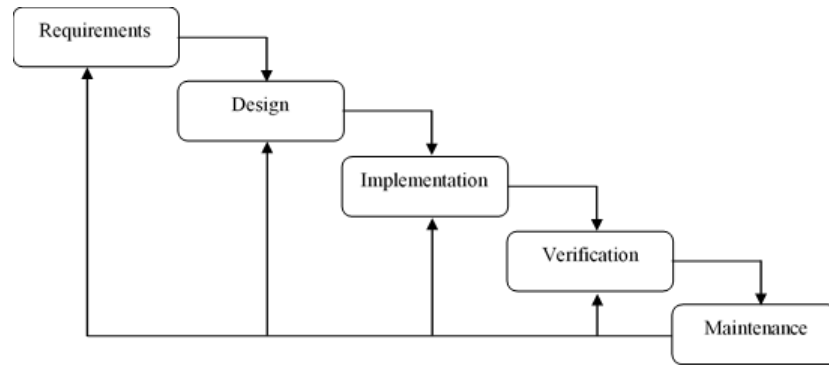 Requirements
Design
Implementation
Verification
Maintenance